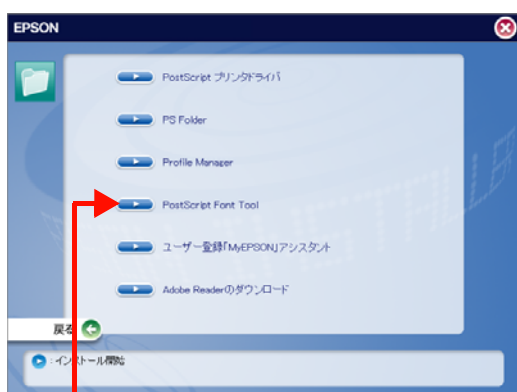 EPSON
PostScript プリンタドライバ
PS Folder
Profile Manager
PostScript Font Tool
ユーザー登録「MyEPSON」アシスタント
Adobe Readerのダウンロード
戻る
:インストール開始